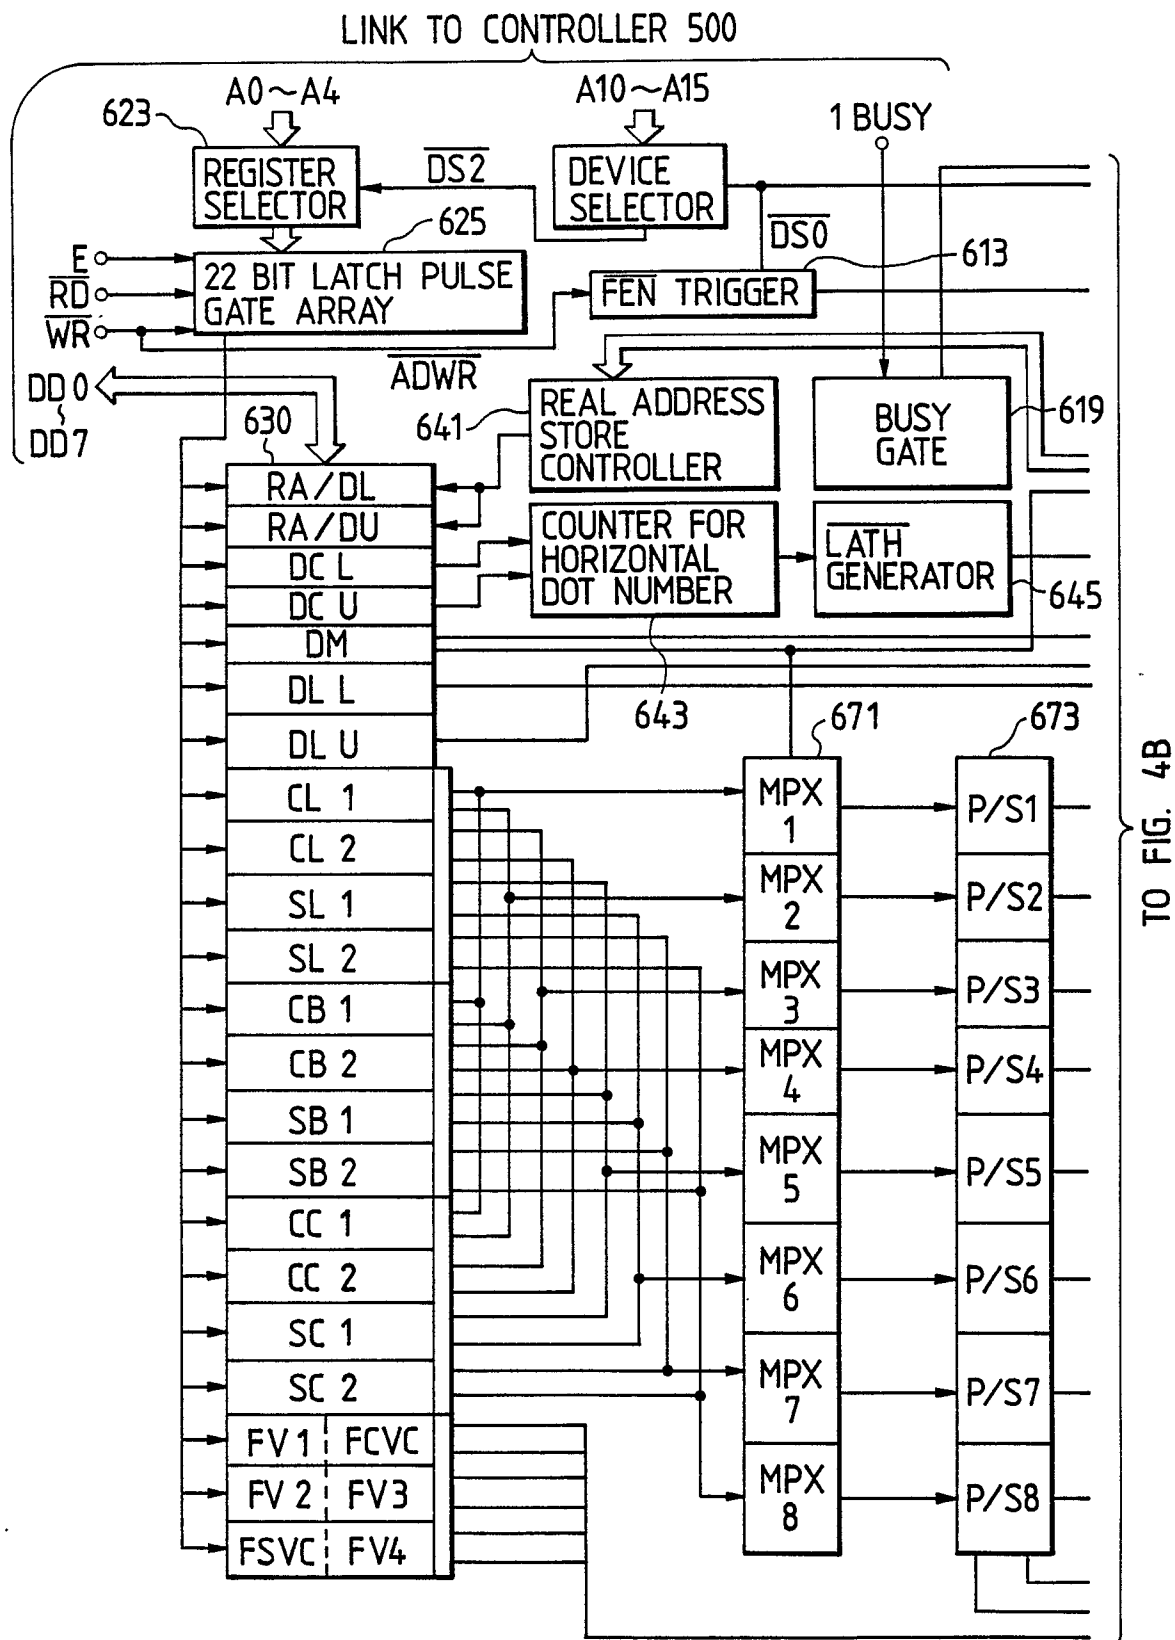 LINK TO CONTROLLER 500
A0~A4
A10~A15
623
1 BUSY
REGISTER
SELECTOR
DS2
DEVICE
SELECTOR
625
DS0
E
RD
WR
22 BIT LATCH PULSE
GATE ARRAY
613
FEN TRIGGER
ADWR
DD0
~
DD7
630
641
REAL ADDRESS
STORE
CONTROLLER
BUSY
GATE
619
RA/DL
RA/DU
DC L
DC U
DM
DL L
DL U
COUNTER FOR
HORIZONTAL
DOT NUMBER
LATH
GENERATOR
645
643
671
673
CL 1
CL 2
SL 1
SL 2
CB 1
CB 2
SB 1
SB 2
CC 1
CC 2
SC 1
SC 2
FV 1
FCVC
FV 2
FV3
FSVC
FV4
MPX
1
MPX
2
MPX
3
MPX
4
MPX
5
MPX
6
MPX
7
MPX
8
P/S1
P/S2
P/S3
P/S4
P/S5
P/S6
P/S7
P/S8
TO FIG. 4B